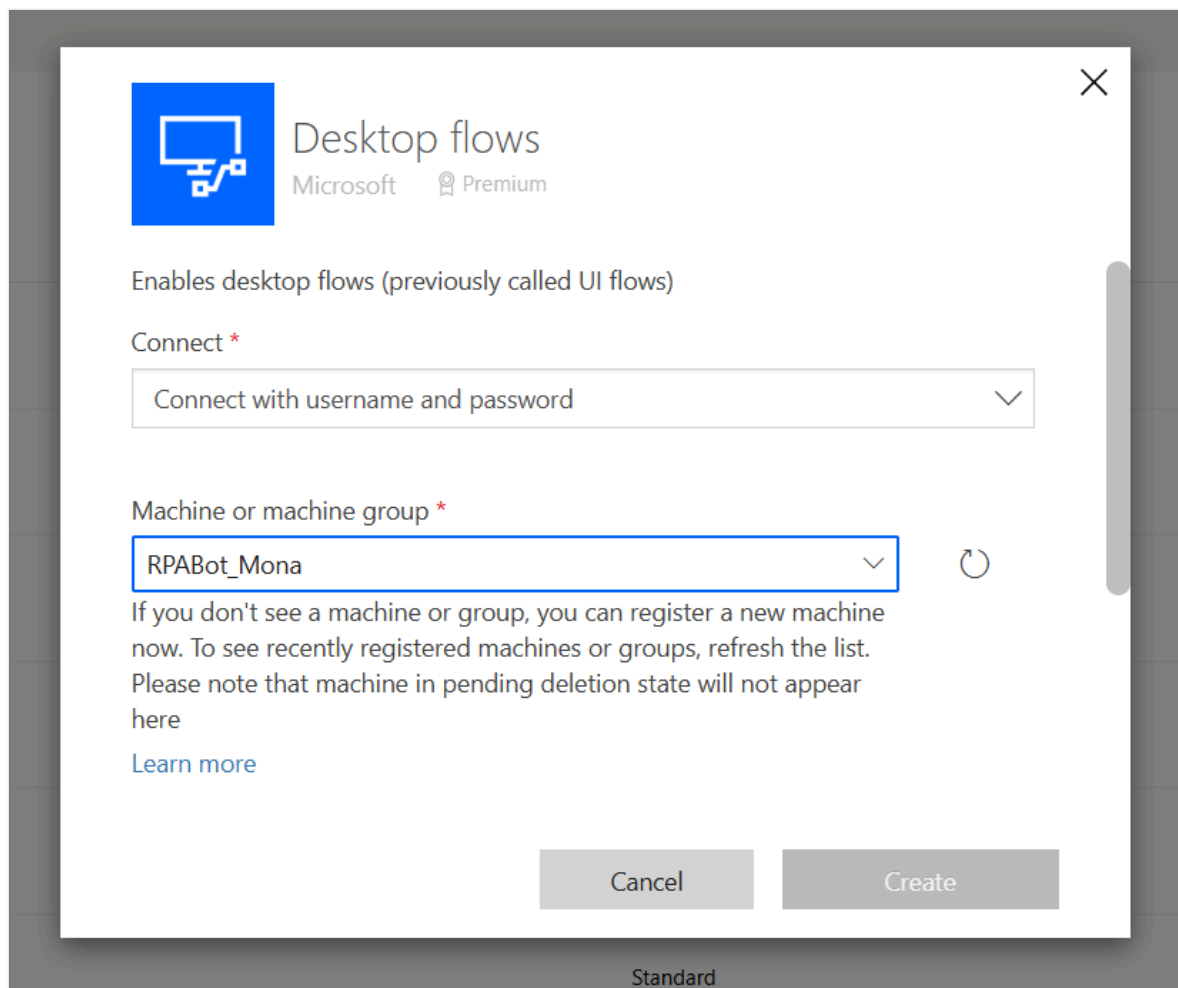 Desktop flows
Microsoft Premium
Enables desktop flows (previously called UI flows)
Connect *
Connect with username and password
Machine or machine group *
RPABot_Mona
If you don't see a machine or group, you can register a new machine
now. To see recently registered machines or groups, refresh the list.
Please note that machine in pending deletion state will not appear
here
Learn more
Cancel Create
Standard